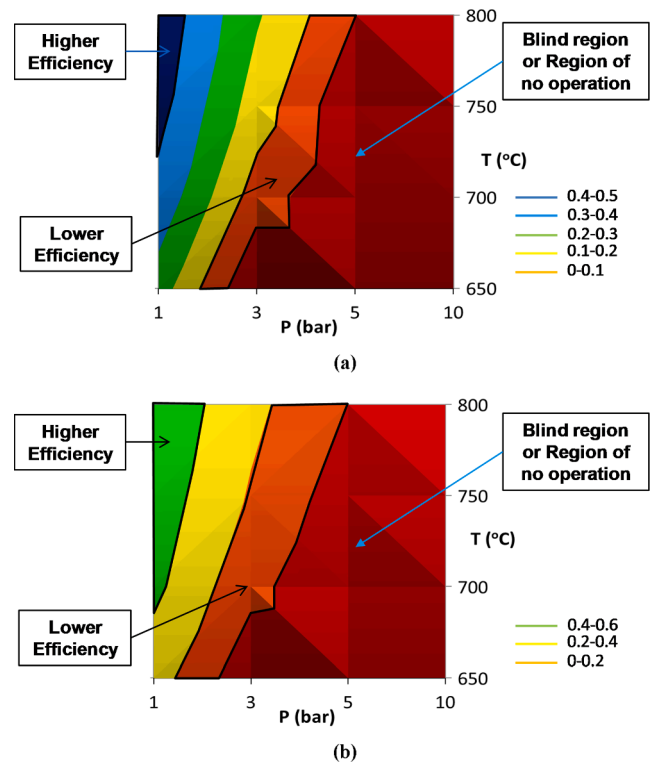 Higher
Efficiency
Blind region
or Region of
no operation
Lower
Efficiency
800
750
700
650
T (°C)
0.4-0.5
0.3-0.4
0.2-0.3
0.1-0.2
0-0.1
1 3 5 10
P (bar)
(a)
Higher
Efficiency
Blind region
or Region of
no operation
Lower
Efficiency
800
750
700
650
T (°C)
0.4-0.6
0.2-0.4
0-0.2
1 3 5 10
P (bar)
(b)